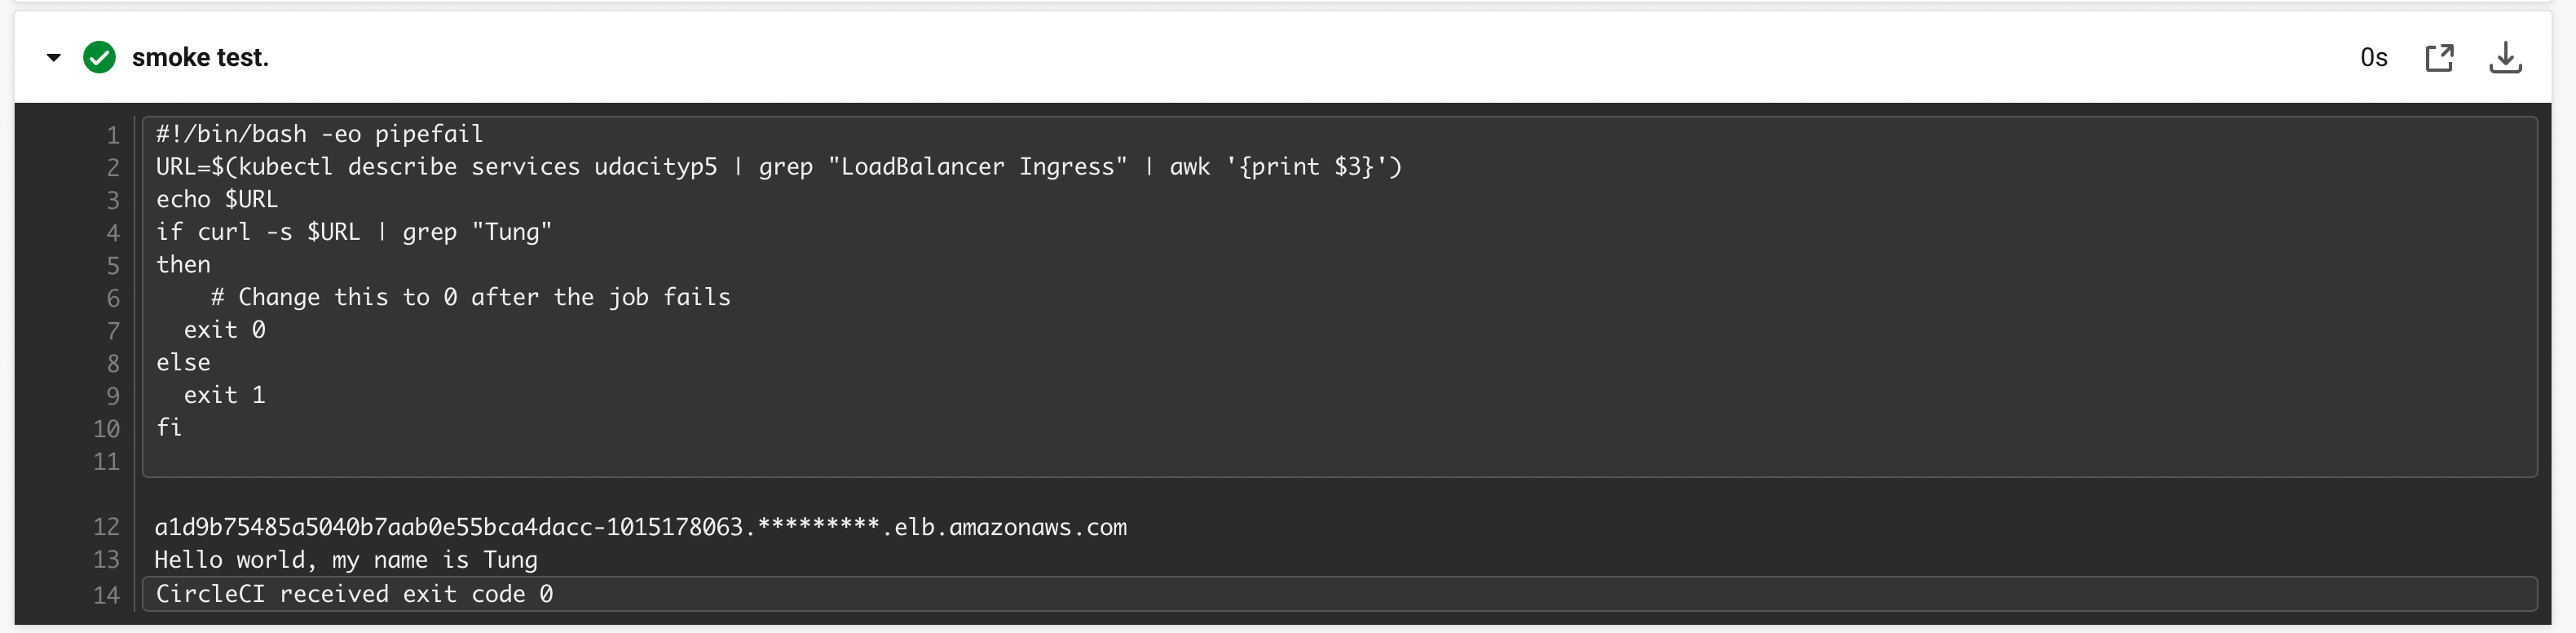 smoke test.
0s
1 #!/bin/bash -eo pipefail
2 URL=$(kubectl describe services udacityp5 | grep "LoadBalancer Ingress" | awk '{print $3}')
3 echo $URL
4 if curl -s $URL | grep "Tung"
5 then
6     # Change this to 0 after the job fails
7   exit 0
8 else
9   exit 1
10 fi
11
12 a1d9b75485a5040b7aab0e55bca4dacc-1015178063.*********.elb.amazonaws.com
13 Hello world, my name is Tung
14 CircleCI received exit code 0